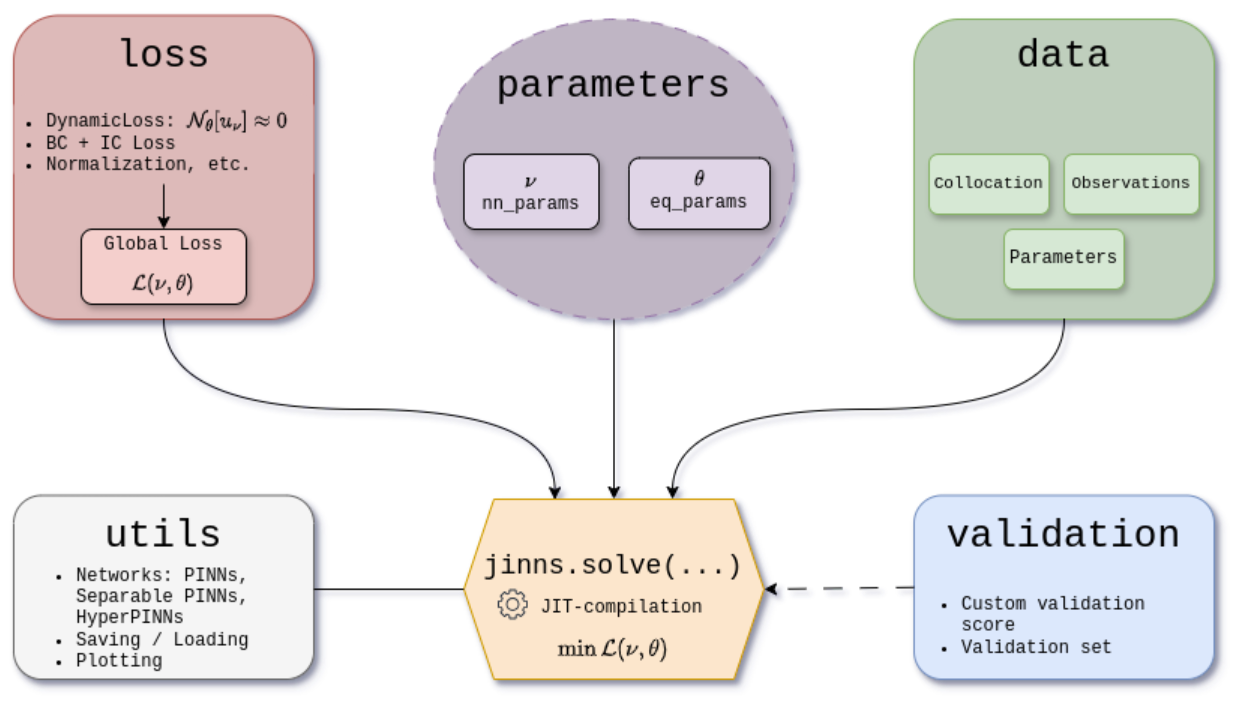 loss
• DynamicLoss: 𝒩_θ[u_ν] ≈ 0
• BC + IC Loss
• Normalization, etc.
Global Loss
ℒ(ν, θ)
parameters
ν
nn_params
θ
eq_params
data
Collocation
Observations
Parameters
utils
• Networks: PINNs,
Separable PINNs,
HyperPINNs
• Saving / Loading
• Plotting
jinns.solve(...)
JIT-compilation
min ℒ(ν, θ)
validation
• Custom validation
score
• Validation set